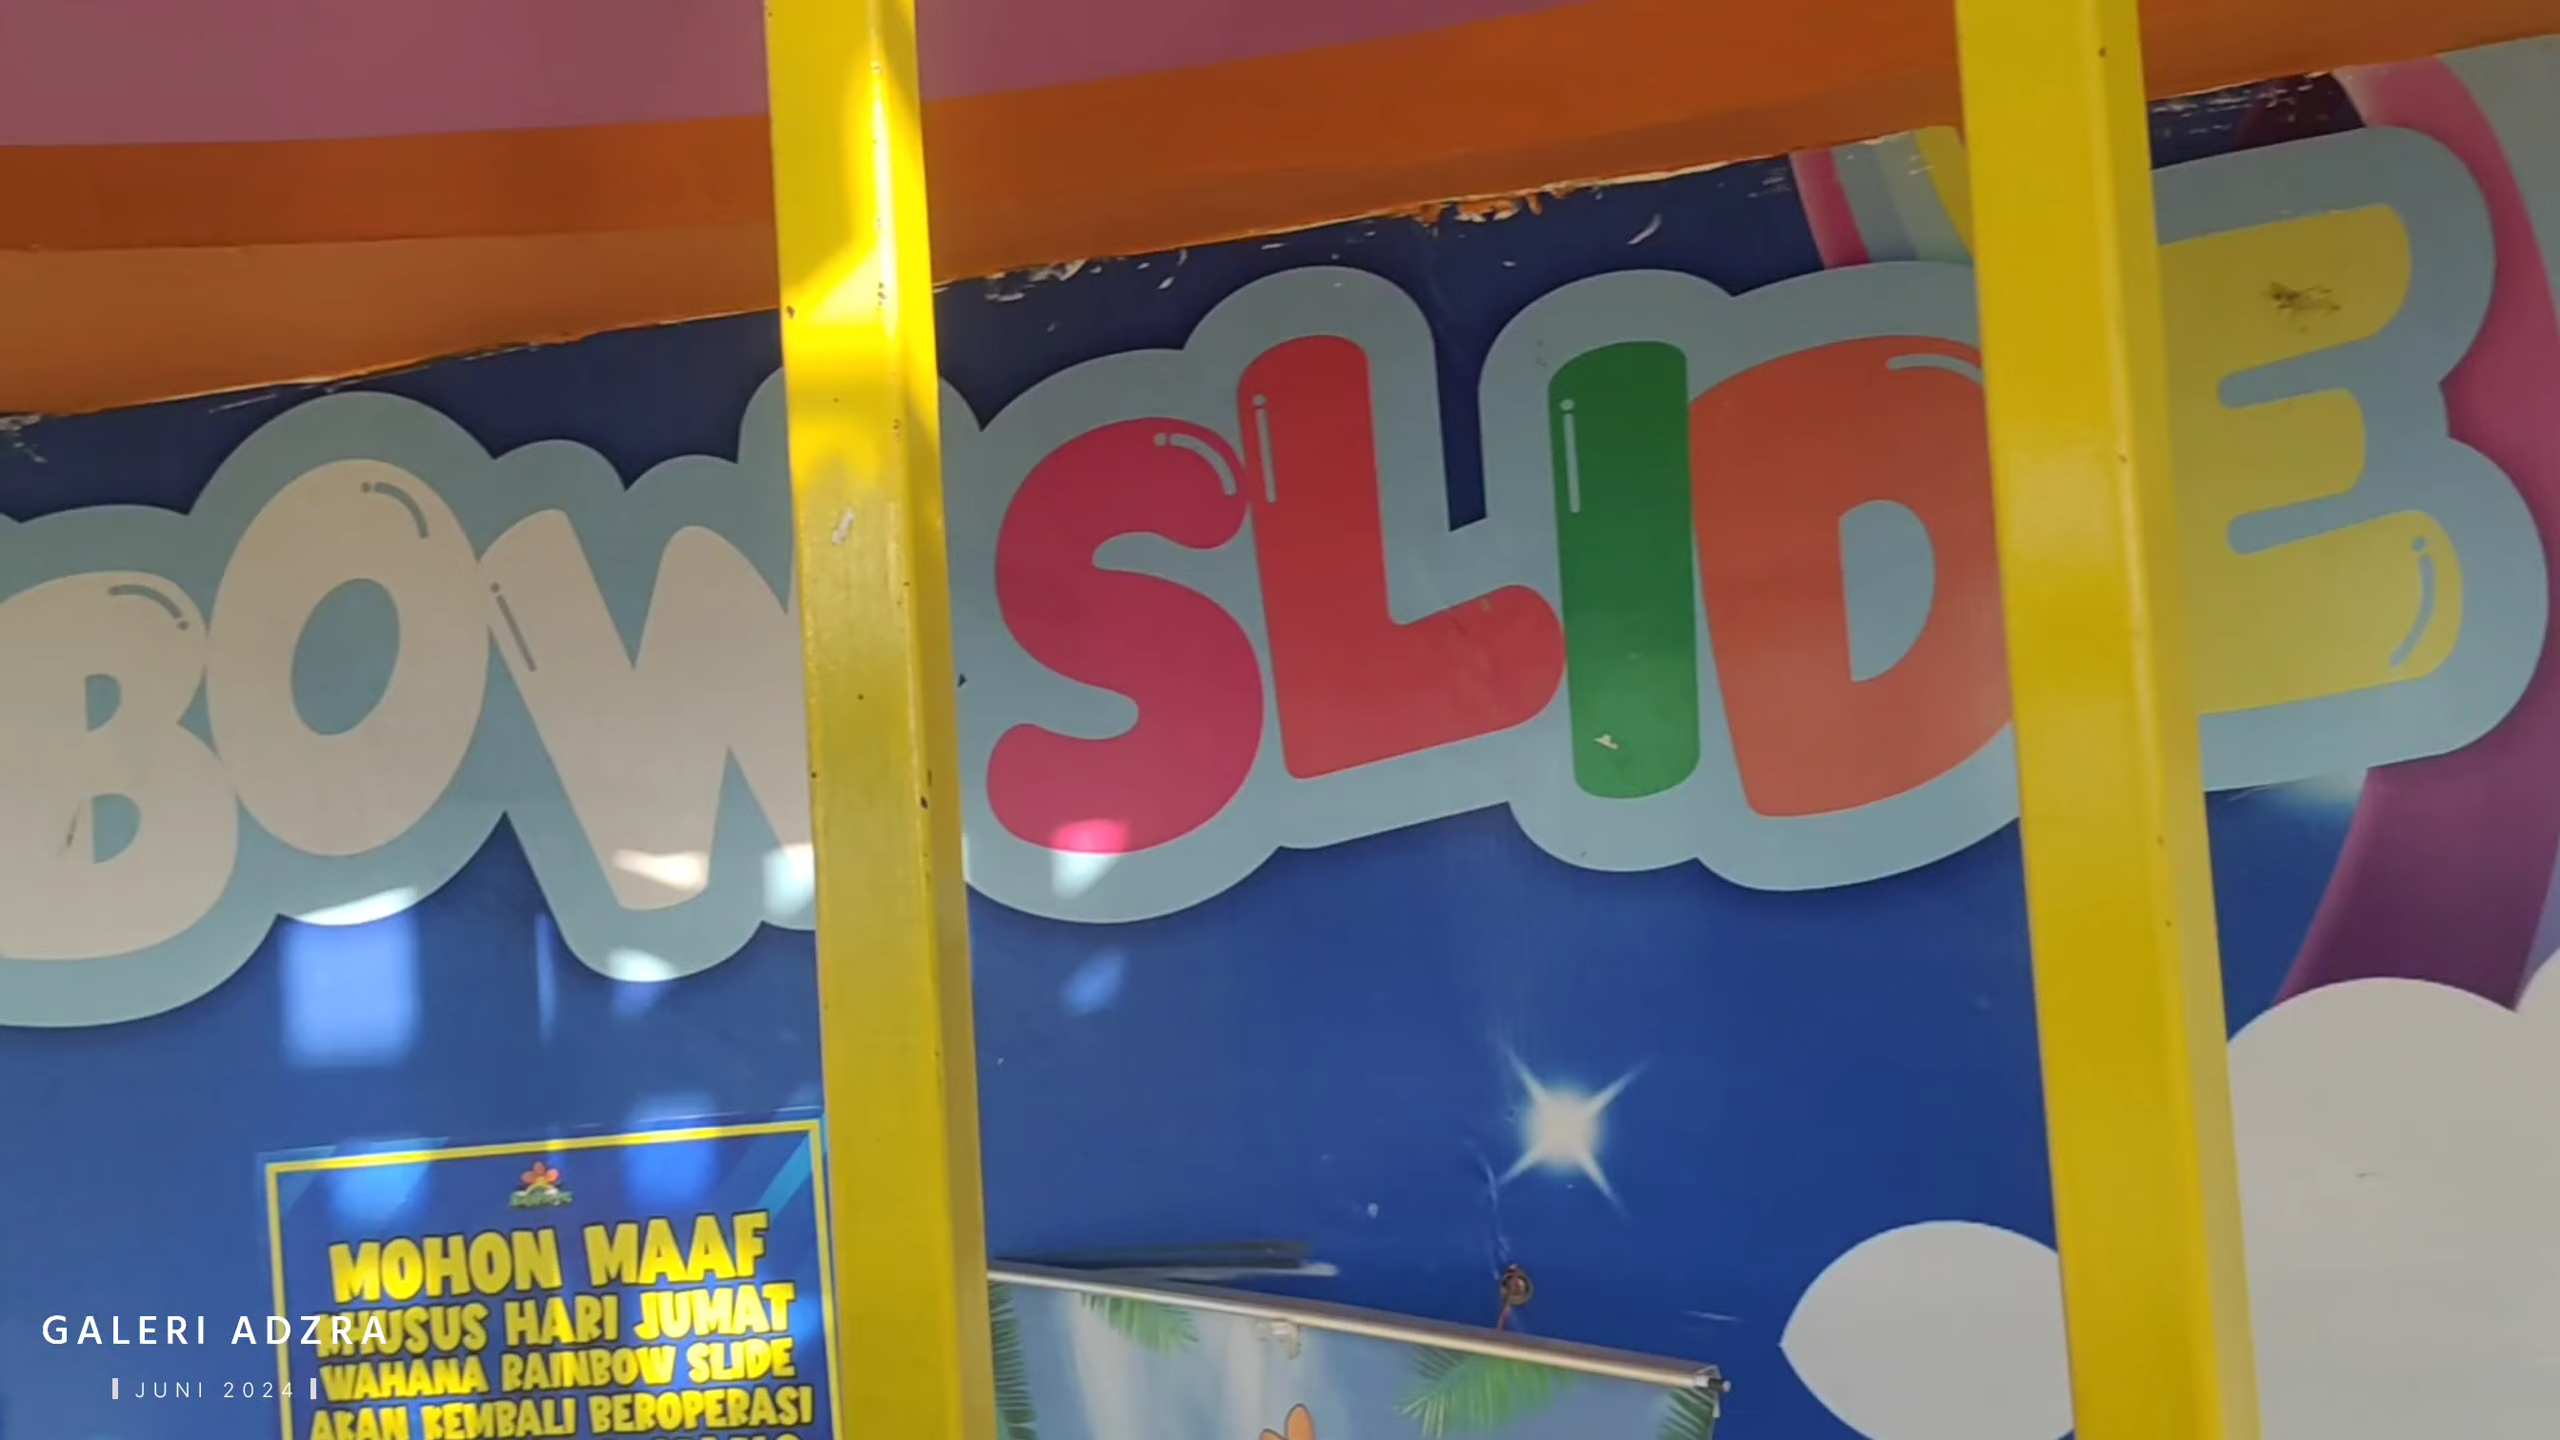 BOW SLIDE
MOHON MAAF
KHUSUS HARI JUMAT
WAHANA RAINBOW SLIDE
AKAN KEMBALI BEROPERASI
GALERI ADZRA
JUNI 2024